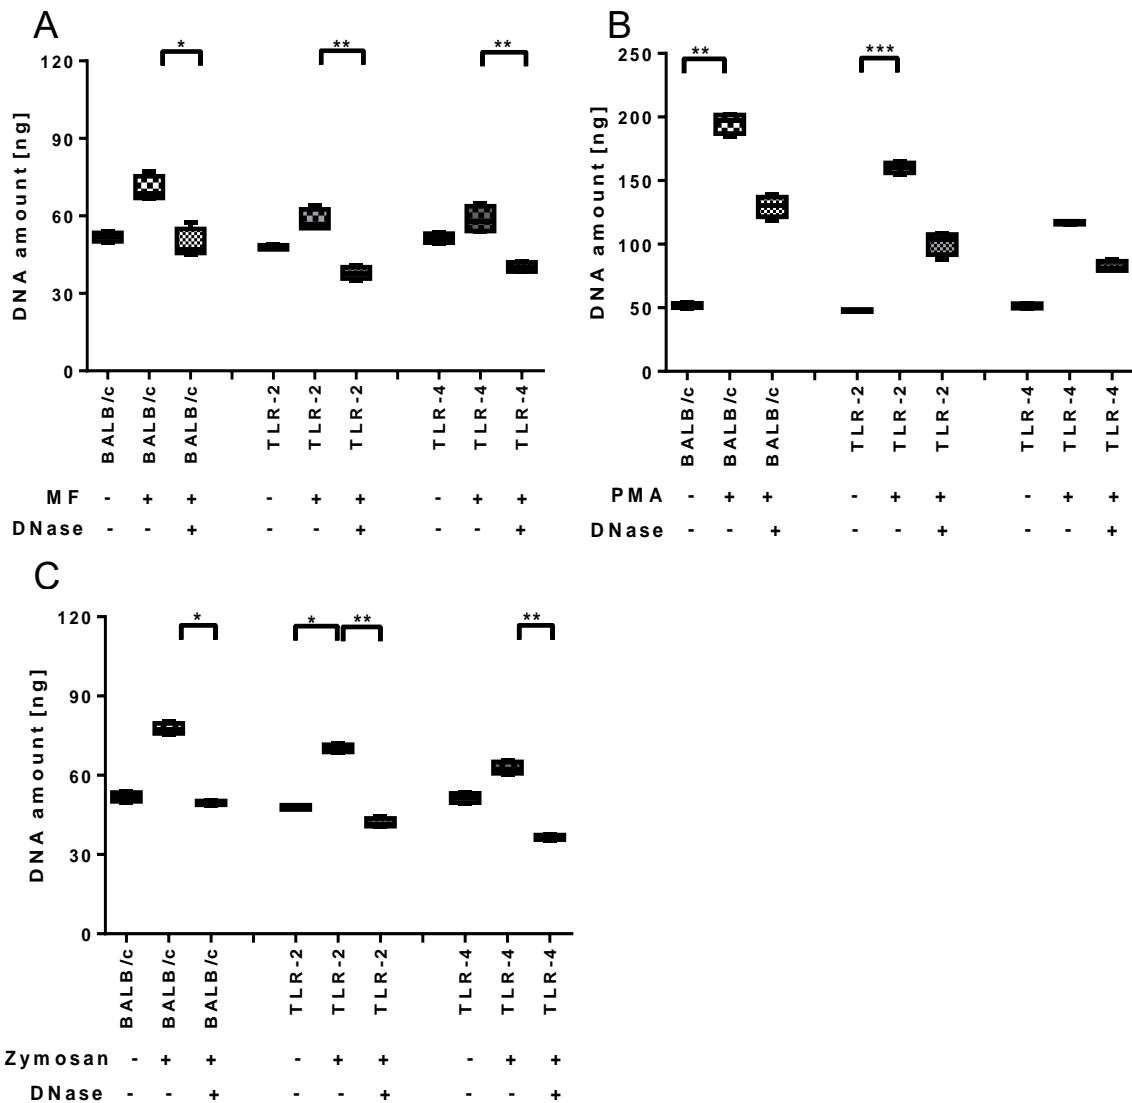 A
* ** **
DNA amount [ng]
120
90
60
30
0
BALB/c BALB/c BALB/c TLR-2 TLR-2 TLR-2 TLR-4 TLR-4 TLR-4
MF - + + - + + - + +
DNase - - + - - + - - +
B
** ***
DNA amount [ng]
250
200
150
100
50
0
BALB/c BALB/c BALB/c TLR-2 TLR-2 TLR-2 TLR-4 TLR-4 TLR-4
PMA - + + - + + - + +
DNase - - + - - + - - +
C
* * ** **
DNA amount [ng]
120
90
60
30
0
BALB/c BALB/c BALB/c TLR-2 TLR-2 TLR-2 TLR-4 TLR-4 TLR-4
Zymosan - + + - + + - + +
DNase - - + - - + - - +